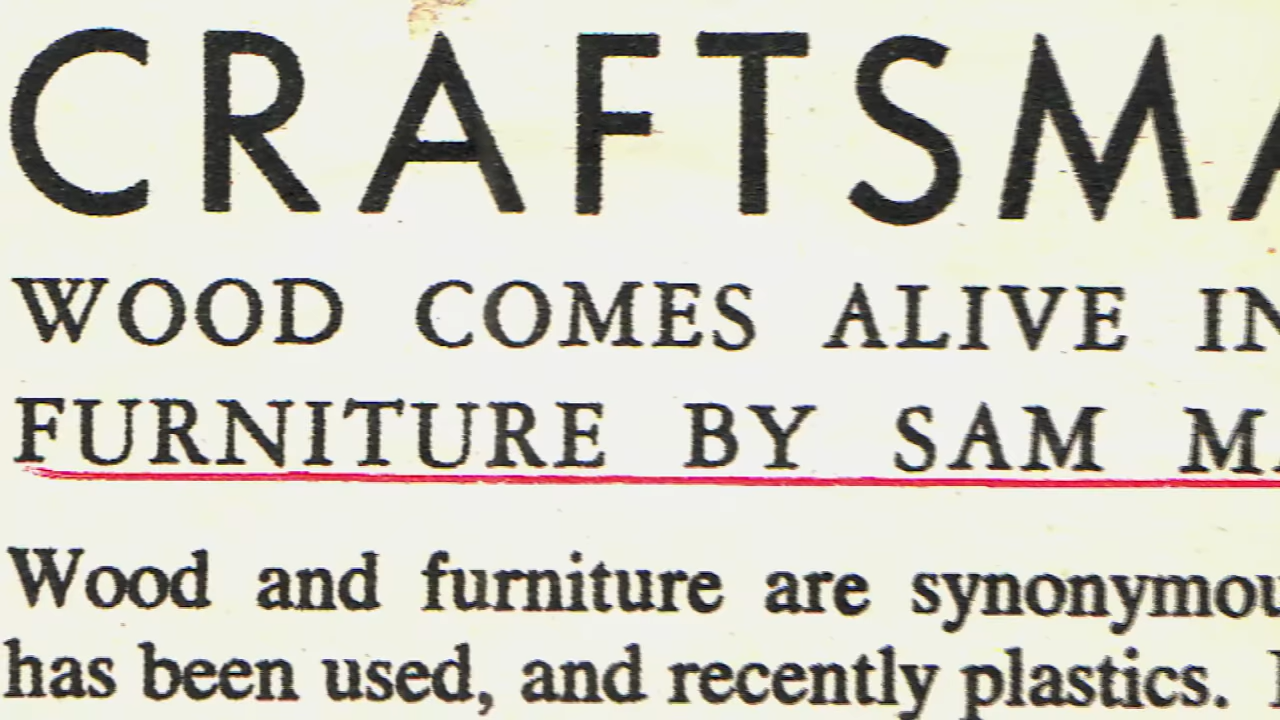 CRAFTSMA
WOOD COMES ALIVE IN
FURNITURE BY SAM MA
Wood and furniture are synonymou
has been used, and recently plastics.